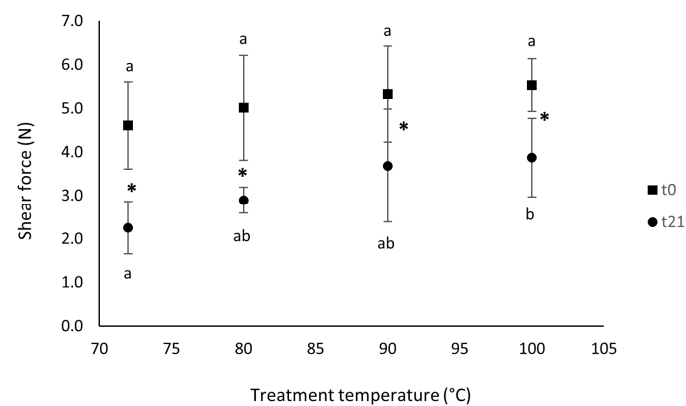 7.0
6.0
5.0
4.0
3.0
2.0
1.0
0.0
Shear force (N)
a a a a
* * * *
a ab ab b
t0
t21
70 75 80 85 90 95 100 105
Treatment temperature (°C)